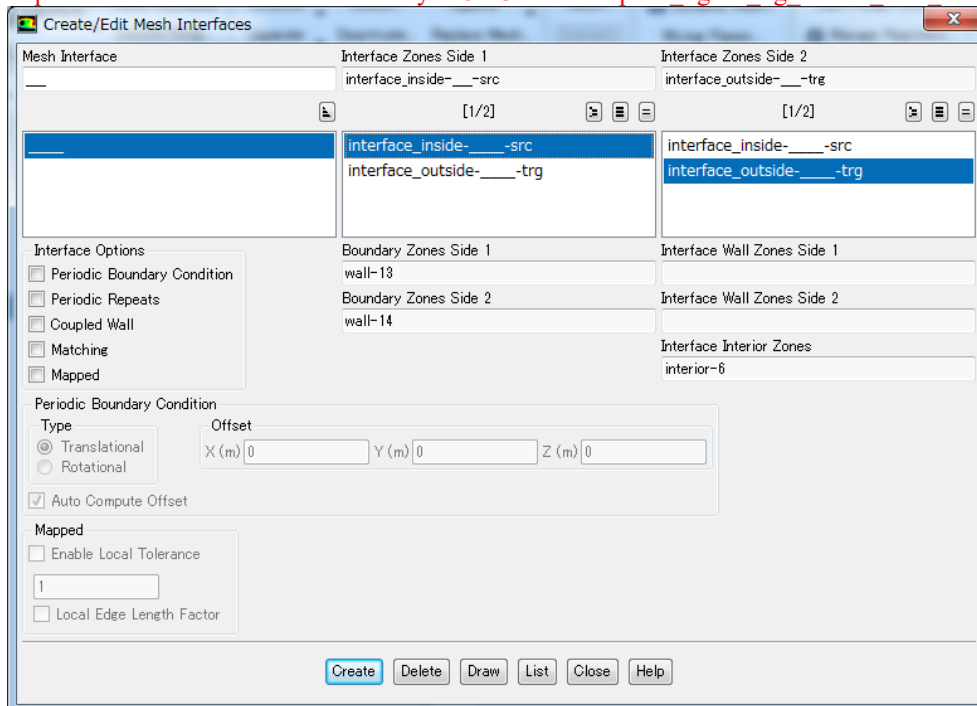 Create/Edit Mesh Interfaces
Mesh Interface
Interface Zones Side 1
Interface Zones Side 2
__
interface_inside-___-src
interface_outside-___-trg
[1/2]
[1/2]
____
interface_inside-____-src
interface_outside-____-trg
interface_inside-____-src
interface_outside-____-trg
Interface Options
Periodic Boundary Condition
Periodic Repeats
Coupled Wall
Matching
Mapped
Boundary Zones Side 1
wall-13
Boundary Zones Side 2
wall-14
Interface Wall Zones Side 1
Interface Wall Zones Side 2
Interface Interior Zones
interior-6
Periodic Boundary Condition
Type
Translational
Rotational
Offset
X (m) 0
Y (m) 0
Z (m) 0
Auto Compute Offset
Mapped
Enable Local Tolerance
1
Local Edge Length Factor
Create
Delete
Draw
List
Close
Help